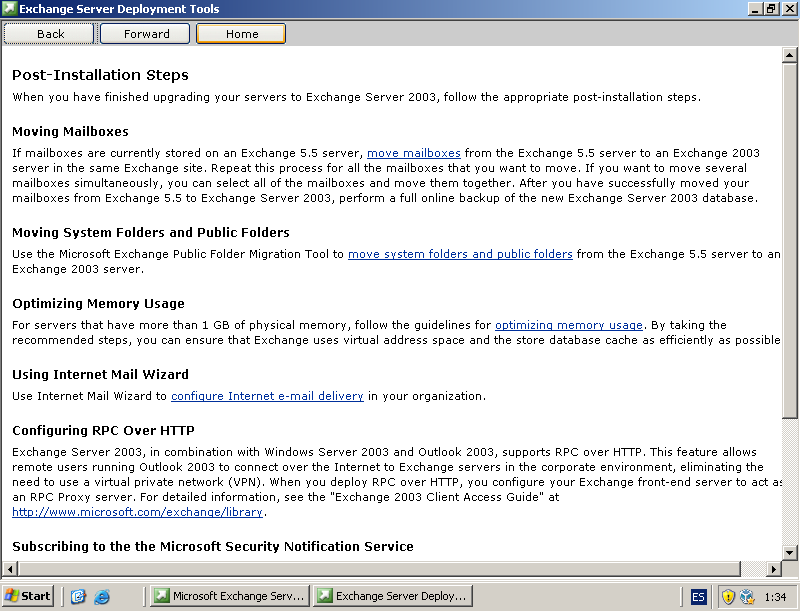 Exchange Server Deployment Tools
Back Forward Home
Post-Installation Steps
When you have finished upgrading your servers to Exchange Server 2003, follow the appropriate post-installation steps.
Moving Mailboxes
If mailboxes are currently stored on an Exchange 5.5 server, move mailboxes from the Exchange 5.5 server to an Exchange 2003
server in the same Exchange site. Repeat this process for all the mailboxes that you want to move. If you want to move several
mailboxes simultaneously, you can select all of the mailboxes and move them together. After you have successfully moved your
mailboxes from Exchange 5.5 to Exchange Server 2003, perform a full online backup of the new Exchange Server 2003 database.
Moving System Folders and Public Folders
Use the Microsoft Exchange Public Folder Migration Tool to move system folders and public folders from the Exchange 5.5 server to an
Exchange 2003 server.
Optimizing Memory Usage
For servers that have more than 1 GB of physical memory, follow the guidelines for optimizing memory usage. By taking the
recommended steps, you can ensure that Exchange uses virtual address space and the store database cache as efficiently as possible
Using Internet Mail Wizard
Use Internet Mail Wizard to configure Internet e-mail delivery in your organization.
Configuring RPC Over HTTP
Exchange Server 2003, in combination with Windows Server 2003 and Outlook 2003, supports RPC over HTTP. This feature allows
remote users running Outlook 2003 to connect over the Internet to Exchange servers in the corporate environment, eliminating the
need to use a virtual private network (VPN). When you deploy RPC over HTTP, you configure your Exchange front-end server to act as
an RPC Proxy server. For detailed information, see the "Exchange 2003 Client Access Guide" at
http://www.microsoft.com/exchange/library.
Subscribing to the the Microsoft Security Notification Service
Start Microsoft Exchange Serv... Exchange Server Deploy... ES 1:34